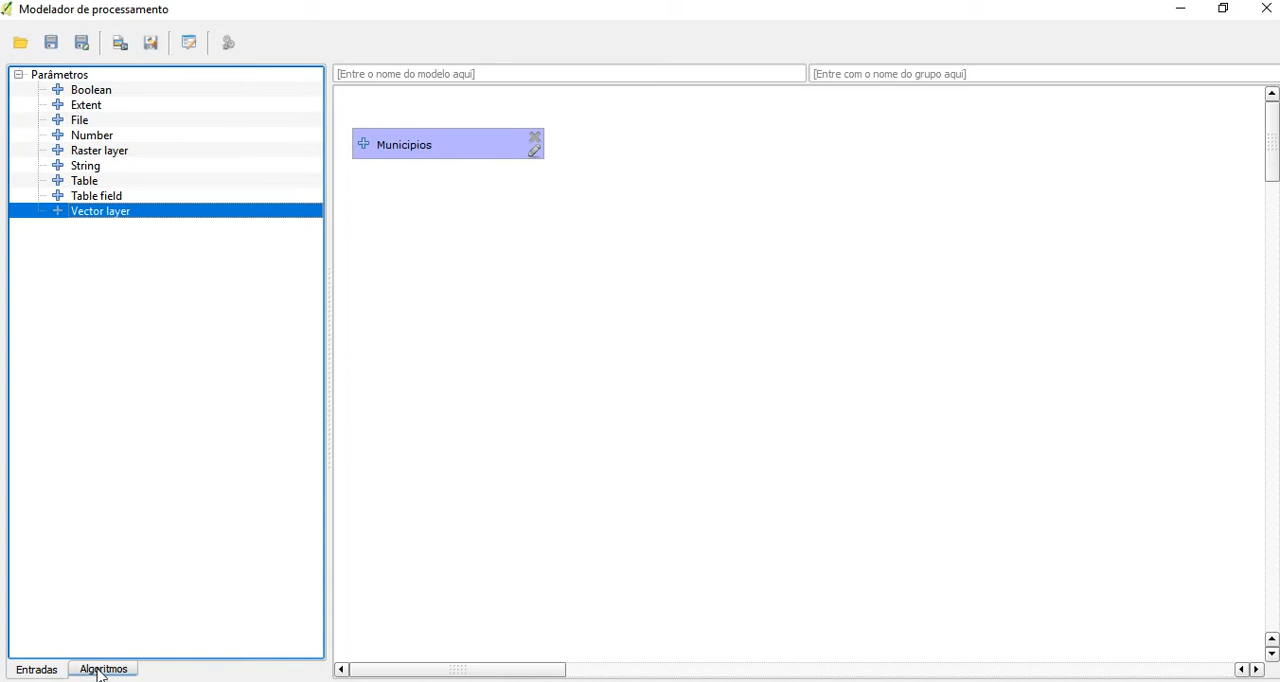 Modelador de processamento
[Entre o nome do modelo aqui]
[Entre com o nome do grupo aqui]
Parâmetros
Boolean
Extent
File
Number
Raster layer
String
Table
Table field
Vector layer
Municipios
Entradas
Algoritmos